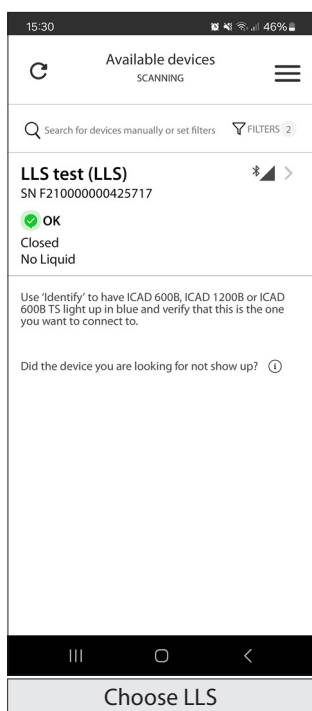 15:30
46%
Available devices
SCANNING
Search for devices manually or set filters
FILTERS 2
LLS test (LLS)
SN F210000000425717
OK
Closed
No Liquid
Use ‘Identify’ to have ICAD 600B, ICAD 1200B or ICAD
600B TS light up in blue and verify that this is the one
you want to connect to.
Did the device you are looking for not show up?
Choose LLS